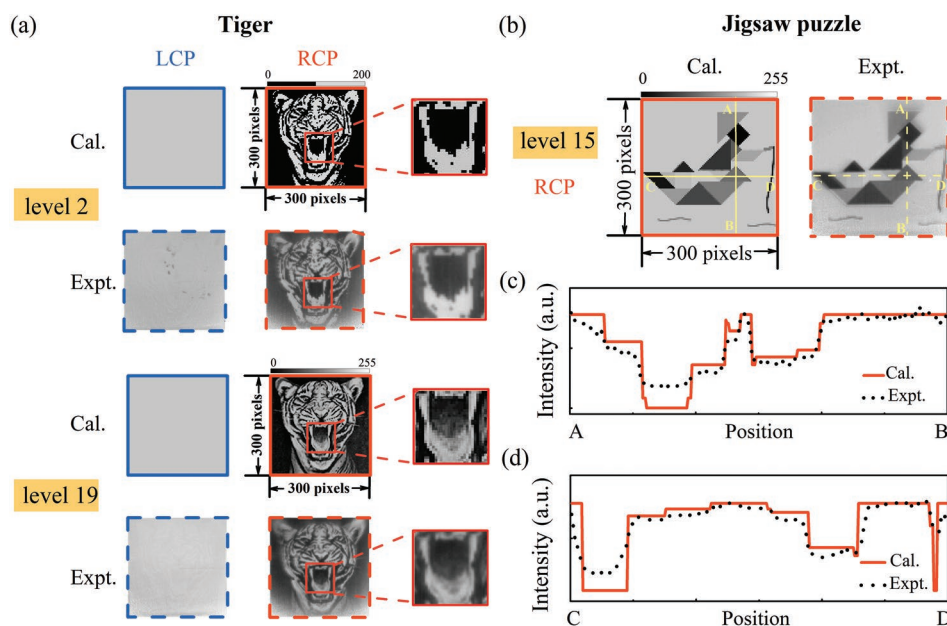 (a)
Tiger
LCP
RCP
0 200
Cal.
300 pixels
300 pixels
level 2
Expt.
0 255
Cal.
300 pixels
300 pixels
level 19
Expt.
(b)
Jigsaw puzzle
Cal.
Expt.
0 255
level 15
RCP
300 pixels
300 pixels
A
B
C
D
A
B
C
D
(c)
Intensity (a.u.)
Cal.
Expt.
A
Position
B
(d)
Intensity (a.u.)
Cal.
Expt.
C
Position
D